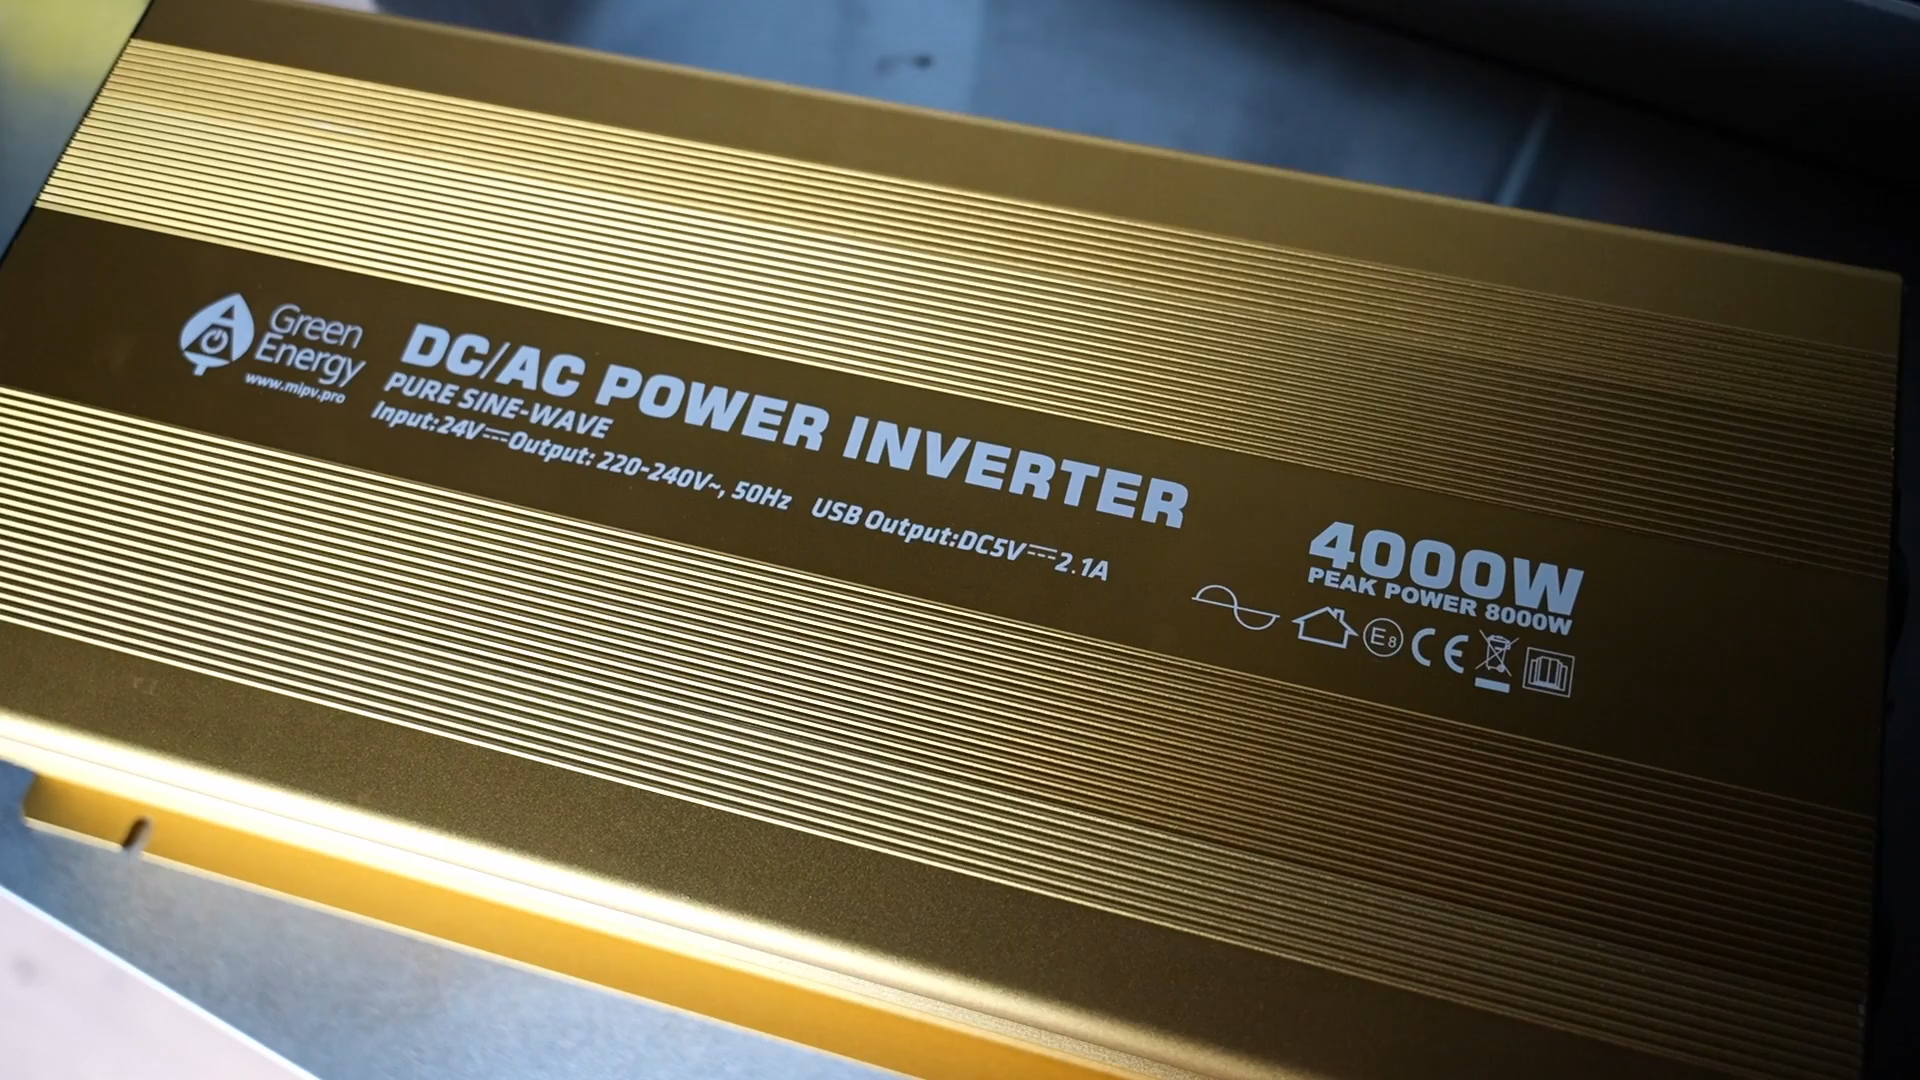 Green
Energy
www.mipv.pro
DC/AC POWER INVERTER
PURE SINE-WAVE
Input:24V⎓Output: 220-240V~, 50Hz USB Output:DC5V⎓2.1A
4000W
PEAK POWER 8000W
E8 CE